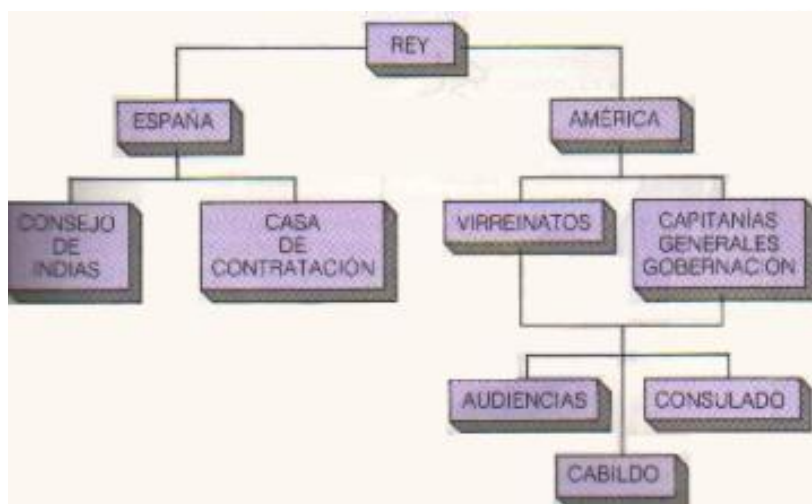 REY
ESPAÑA
AMÉRICA
CONSEJO
DE
INDIAS
CASA
DE
CONTRATACIÓN
VIRREINATOS
CAPITANÍAS
GENERALES
GOBERNACION
AUDIENCIAS
CONSULADO
CABILDO